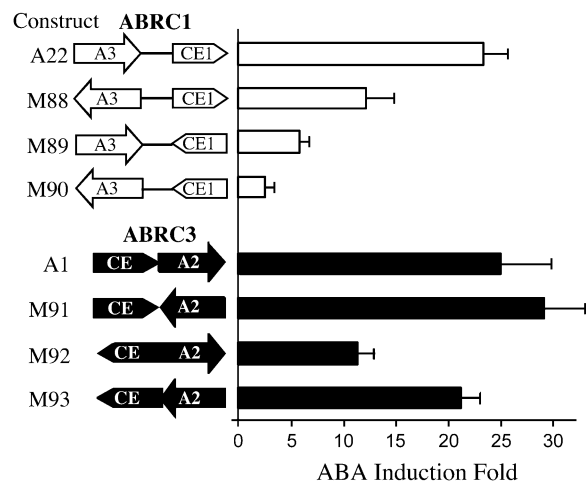 Construct ABRC1
A22 A3 CE1
M88 A3 CE1
M89 A3 CE1
M90 A3 CE1
ABRC3
A1 CE A2
M91 CE A2
M92 CE A2
M93 CE A2
0 5 10 15 20 25 30
ABA Induction Fold